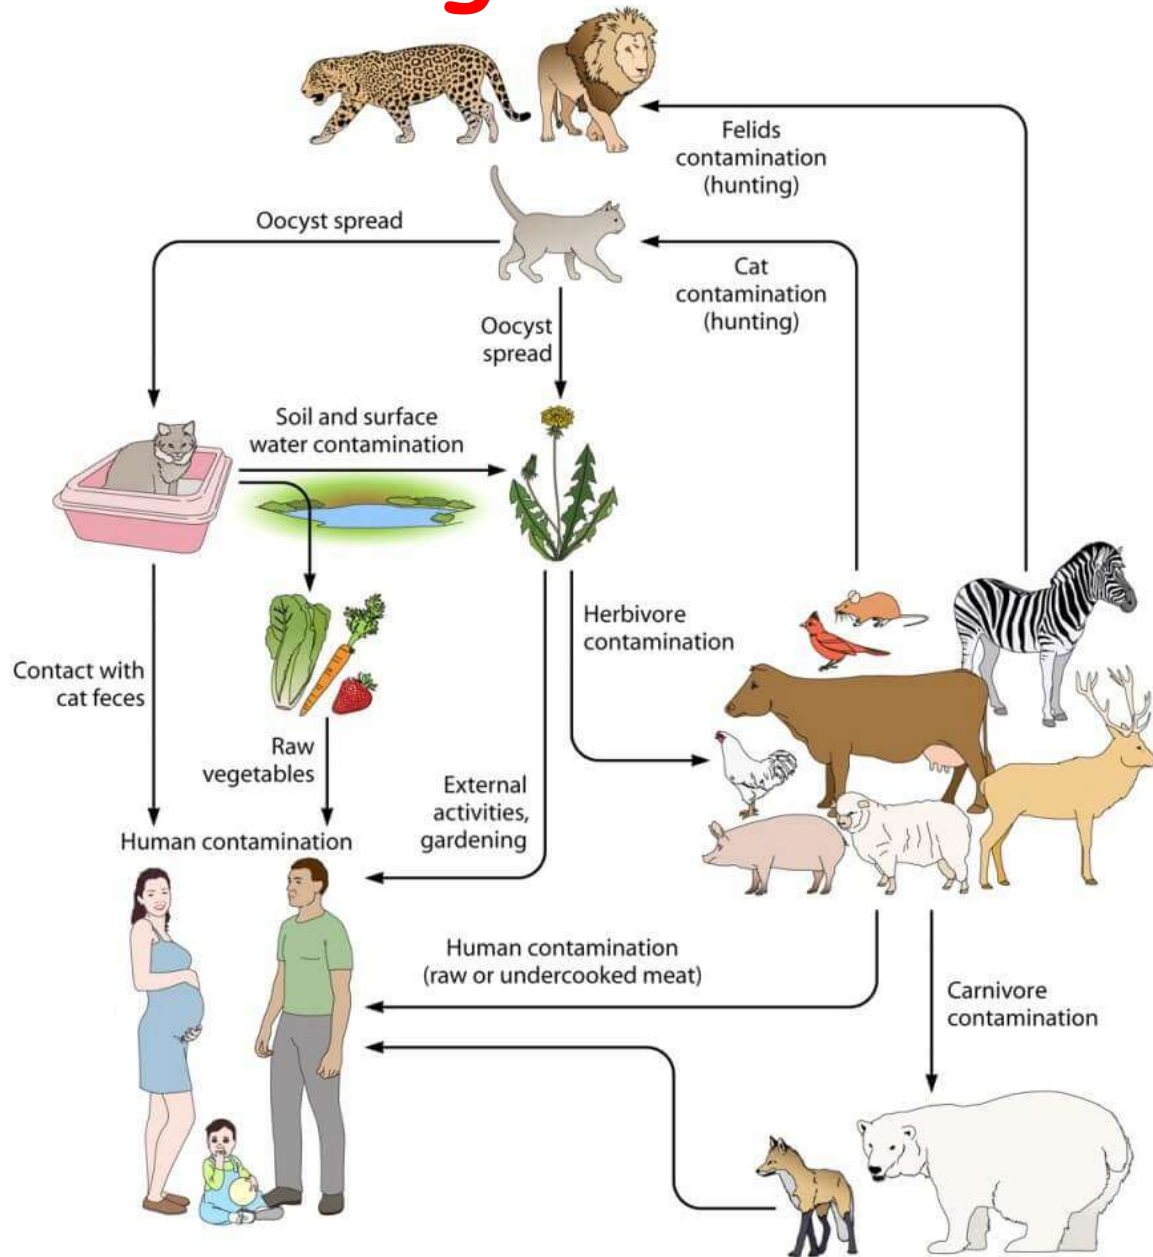 Felids
contamination
(hunting)
Oocyst spread
Cat
contamination
(hunting)
Oocyst
spread
Soil and surface
water contamination
Herbivore
contamination
Contact with
cat feces
Raw
vegetables
External
activities,
gardening
Human contamination
Human contamination
(raw or undercooked meat)
Carnivore
contamination